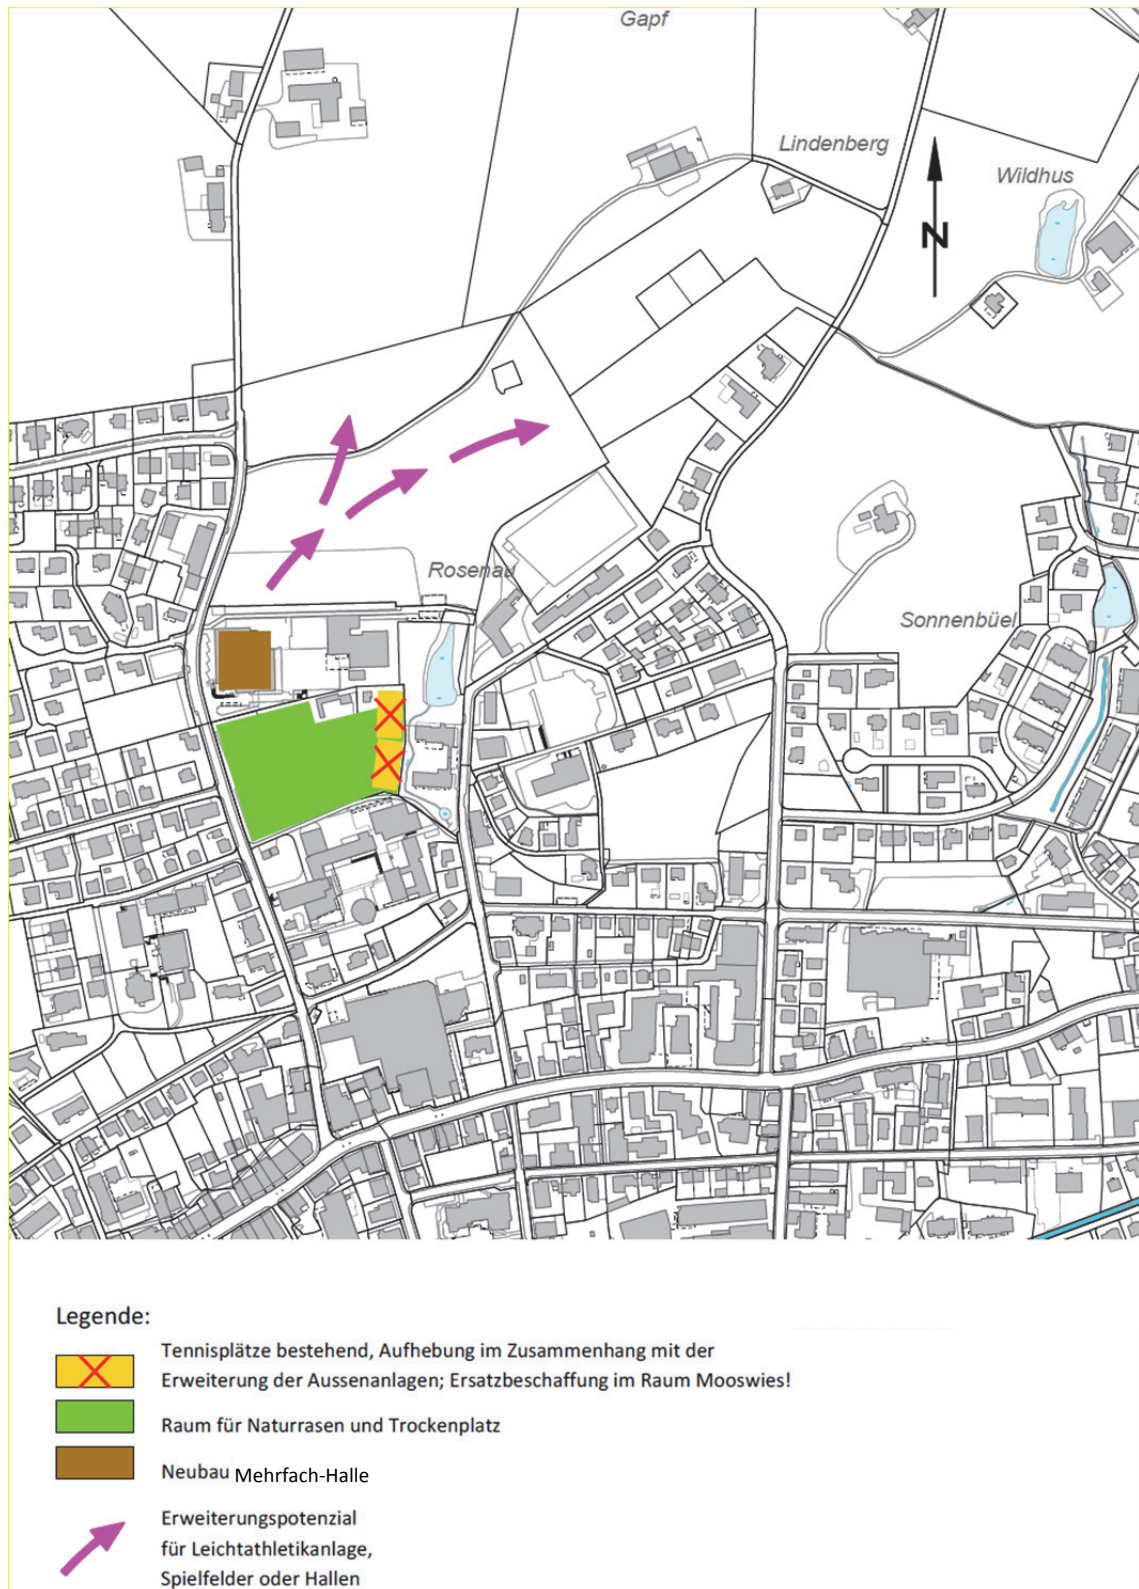 Gapf
Lindenberg
Wildhus
N
Rosenau
Sonnenbüel
Legende:
Tennisplätze bestehend, Aufhebung im Zusammenhang mit der
Erweiterung der Aussenanlagen; Ersatzbeschaffung im Raum Mooswies!
Raum für Naturrasen und Trockenplatz
Neubau Mehrfach-Halle
Erweiterungspotenzial
für Leichtathletikanlage,
Spielfelder oder Hallen